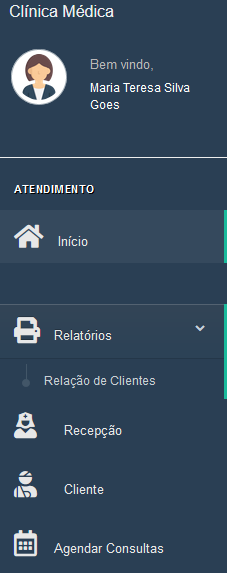 Clínica Médica
Bem vindo,
Maria Teresa Silva
Goes
ATENDIMENTO
Início
Relatórios
Relação de Clientes
Recepção
Cliente
Agendar Consultas